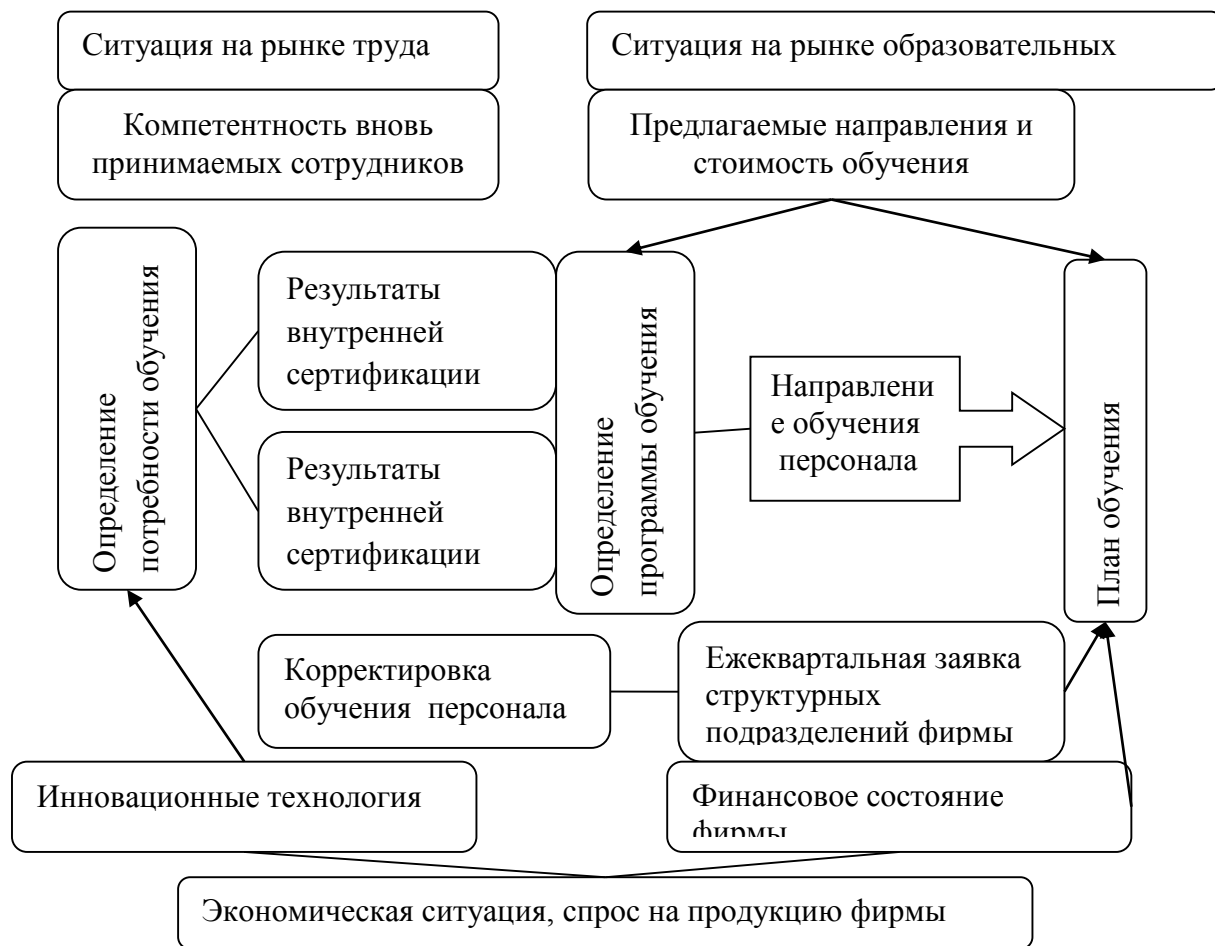 Ситуация на рынке труда
Ситуация на рынке образовательных
Компетентность вновь
принимаемых сотрудников
Предлагаемые направления и
стоимость обучения
Определение
потребности обучения
Результаты
внутренней
сертификации
Результаты
внутренней
сертификации
Определение
программы обучения
Направлени
е обучения
персонала
План обучения
Корректировка
обучения персонала
Ежеквартальная заявка
структурных
подразделений фирмы
Инновационные технология
Финансовое состояние
фирмы
Экономическая ситуация, спрос на продукцию фирмы